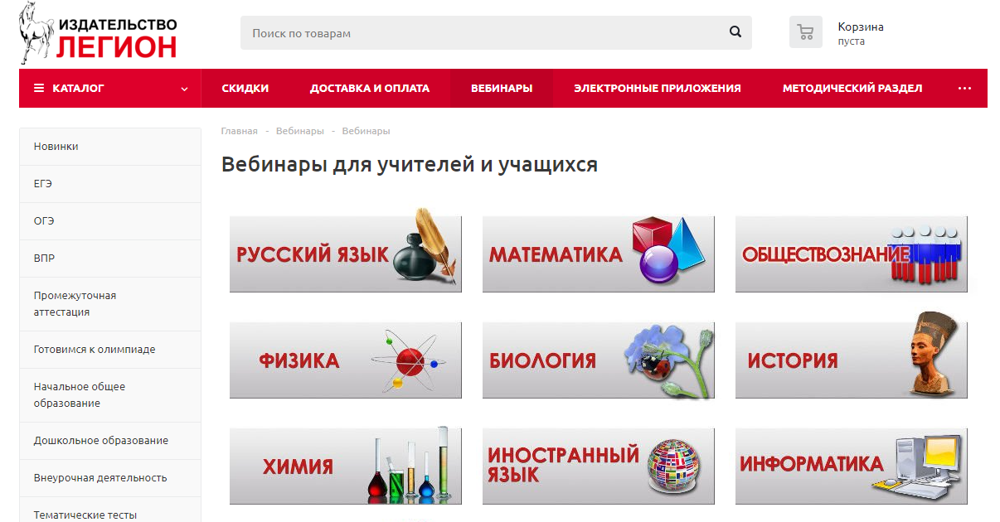 ИЗДАТЕЛЬСТВО
ЛЕГИОН
Поиск по товарам
Корзина
пуста
КАТАЛОГ
СКИДКИ
ДОСТАВКА И ОПЛАТА
ВЕБИНАРЫ
ЭЛЕКТРОННЫЕ ПРИЛОЖЕНИЯ
МЕТОДИЧЕСКИЙ РАЗДЕЛ
...
Новинки
ЕГЭ
ОГЭ
ВПР
Промежуточная
аттестация
Готовимся к олимпиаде
Начальное общее
образование
Дошкольное образование
Внеурочная деятельность
Тематические тесты
Главная - Вебинары - Вебинары
Вебинары для учителей и учащихся
РУССКИЙ ЯЗЫК
МАТЕМАТИКА
ОБЩЕСТВОЗНАНИЕ
ФИЗИКА
БИОЛОГИЯ
ИСТОРИЯ
ХИМИЯ
ИНОСТРАННЫЙ
ЯЗЫК
ИНФОРМАТИКА